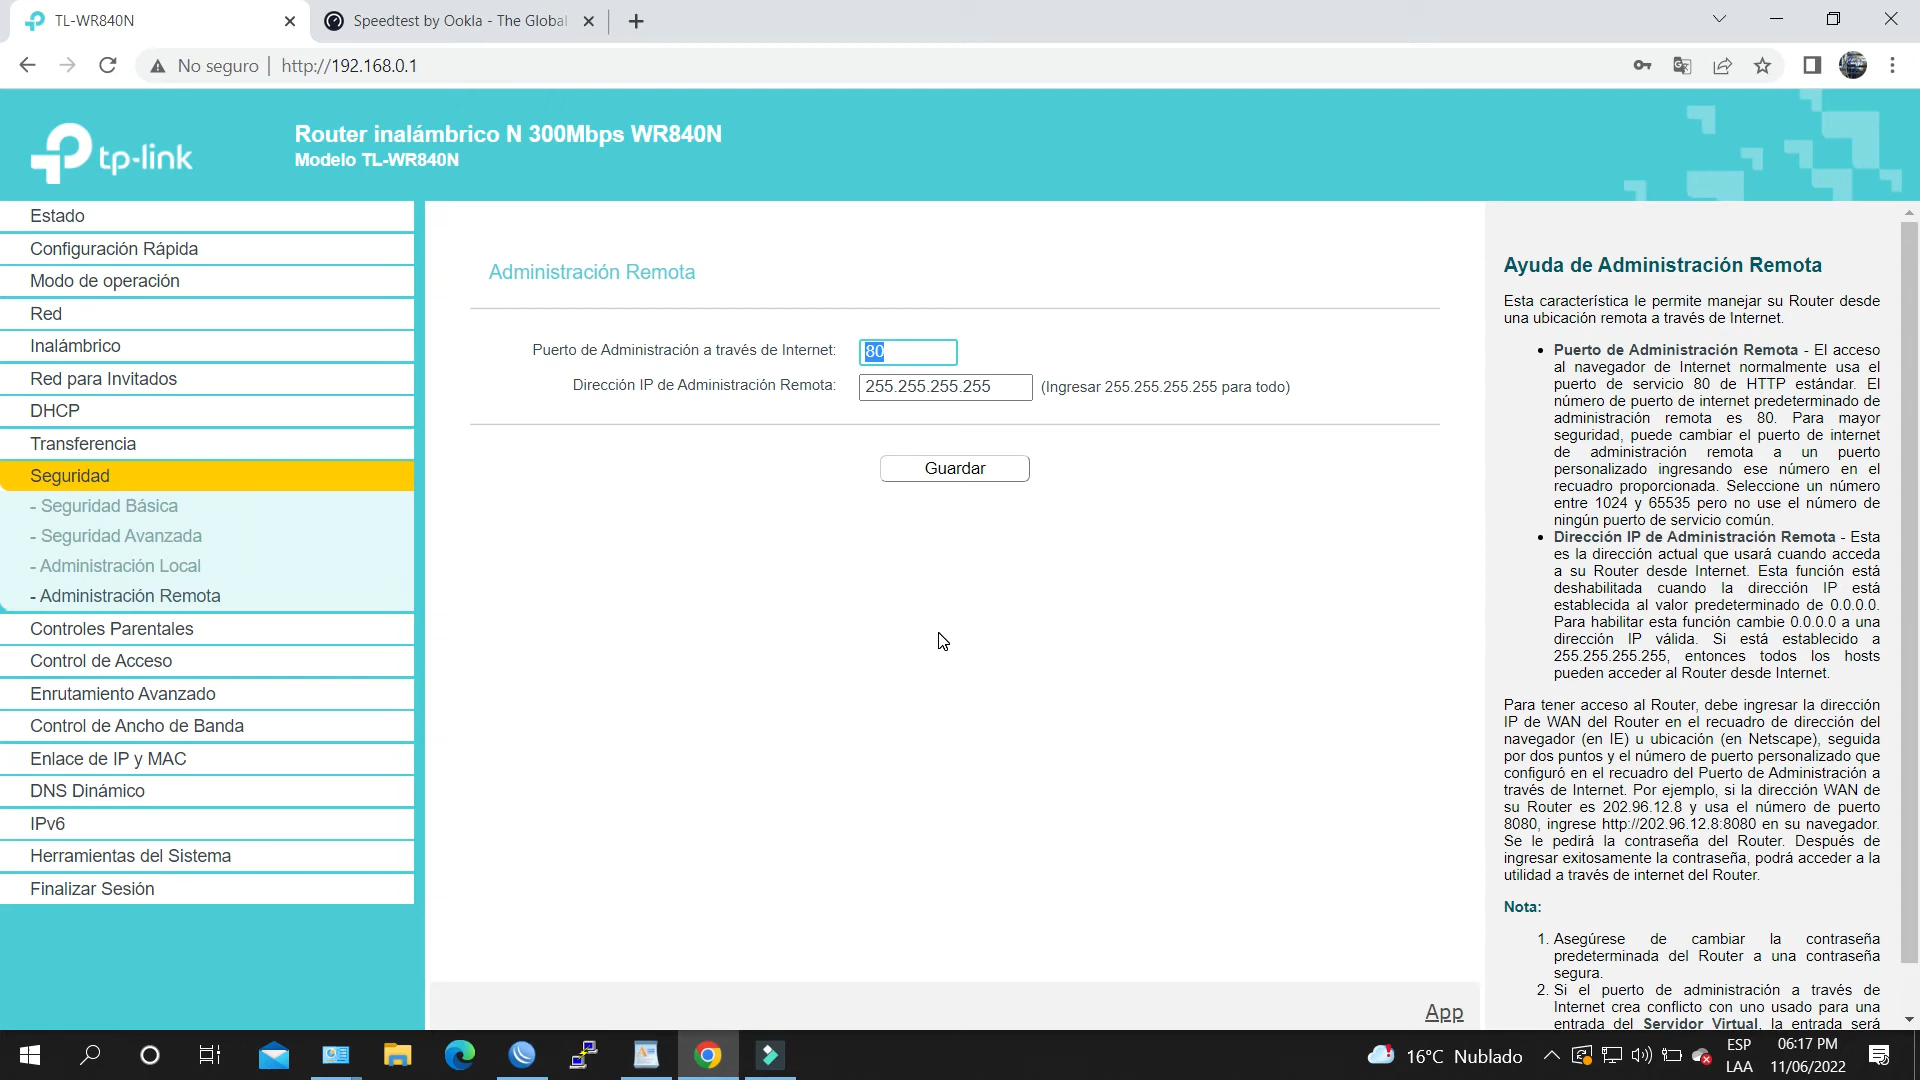 TL-WR840N
Speedtest by Ookla - The Global
No seguro
http://192.168.0.1
tp-link
Router inalámbrico N 300Mbps WR840N
Modelo TL-WR840N
Estado
Configuración Rápida
Modo de operación
Red
Inalámbrico
Red para Invitados
DHCP
Transferencia
Seguridad
- Seguridad Básica
- Seguridad Avanzada
- Administración Local
- Administración Remota
Controles Parentales
Control de Acceso
Enrutamiento Avanzado
Control de Ancho de Banda
Enlace de IP y MAC
DNS Dinámico
IPv6
Herramientas del Sistema
Finalizar Sesión
Administración Remota
Puerto de Administración a través de Internet: 80
Dirección IP de Administración Remota: 255.255.255.255 (Ingresar 255.255.255.255 para todo)
Guardar
App
Ayuda de Administración Remota
Esta característica le permite manejar su Router desde
una ubicación remota a través de Internet.
• Puerto de Administración Remota - El acceso
al navegador de Internet normalmente usa el
puerto de servicio 80 de HTTP estándar. El
número de puerto de internet predeterminado de
administración remota es 80. Para mayor
seguridad, puede cambiar el puerto de internet
de administración remota a un puerto
personalizado ingresando ese número en el
recuadro proporcionada. Seleccione un número
entre 1024 y 65535 pero no use el número de
ningún puerto de servicio común.
• Dirección IP de Administración Remota - Esta
es la dirección actual que usará cuando acceda
a su Router desde Internet. Esta función está
deshabilitada cuando la dirección IP está
establecida al valor predeterminado de 0.0.0.0.
Para habilitar esta función cambie 0.0.0.0 a una
dirección IP válida. Si está establecido a
255.255.255.255, entonces todos los hosts
pueden acceder al Router desde Internet.
Para tener acceso al Router, debe ingresar la dirección
IP de WAN del Router en el recuadro de dirección del
navegador (en IE) u ubicación (en Netscape), seguida
por dos puntos y el número de puerto personalizado que
configuró en el recuadro del Puerto de Administración a
través de Internet. Por ejemplo, si la dirección WAN de
su Router es 202.96.12.8 y usa el número de puerto
8080, ingrese http://202.96.12.8:8080 en su navegador.
Se le pedirá la contraseña del Router. Después de
ingresar exitosamente la contraseña, podrá acceder a la
utilidad a través de internet del Router.
Nota:
1. Asegúrese de cambiar la contraseña
predeterminada del Router a una contraseña
segura.
2. Si el puerto de administración a través de
Internet crea conflicto con uno usado para una
entrada del Servidor Virtual, la entrada será
16°C Nublado
ESP
LAA
06:17 PM
11/06/2022